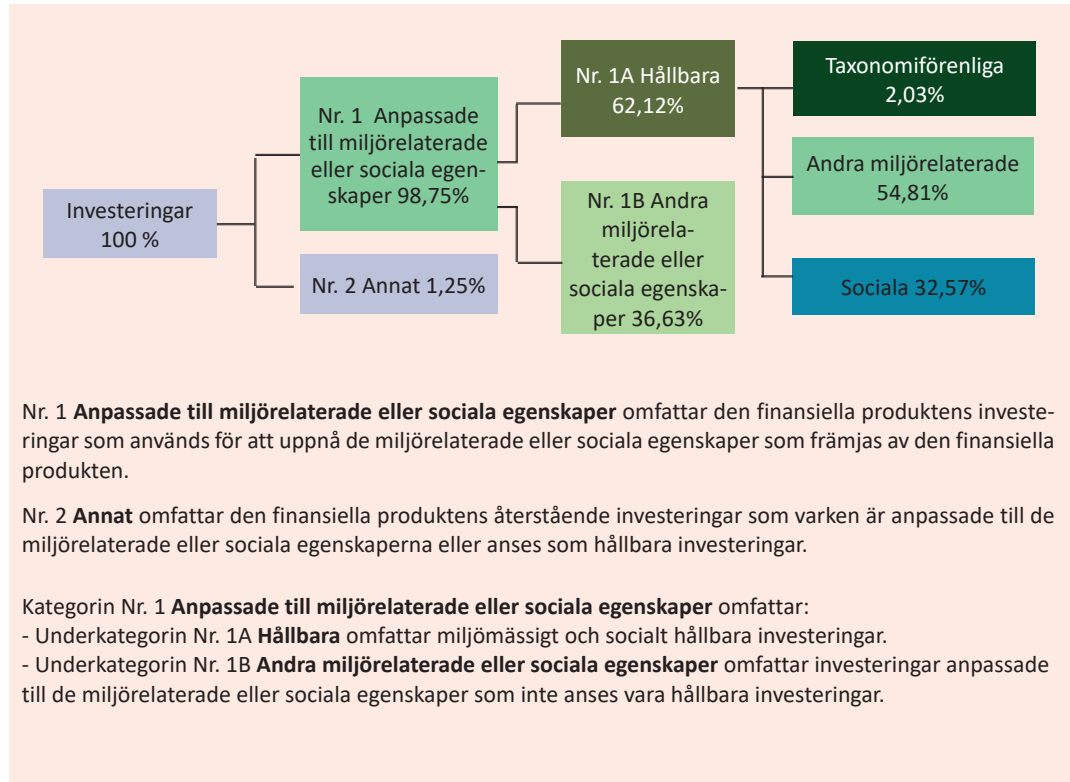 Investeringar
100 %
Nr. 1 Anpassade
till miljörelaterade
eller sociala egen-
skaper 98,75%
Nr. 2 Annat 1,25%
Nr. 1A Hållbara
62,12%
Nr. 1B Andra
miljörela-
terade eller
sociala egenska-
per 36,63%
Taxonomiförenliga
2,03%
Andra miljörelaterade
54,81%
Sociala 32,57%
Nr. 1 Anpassade till miljörelaterade eller sociala egenskaper omfattar den finansiella produktens investe-
ringar som används för att uppnå de miljörelaterade eller sociala egenskaper som främjas av den finansiella
produkten.
Nr. 2 Annat omfattar den finansiella produktens återstående investeringar som varken är anpassade till de
miljörelaterade eller sociala egenskaperna eller anses som hållbara investeringar.
Kategorin Nr. 1 Anpassade till miljörelaterade eller sociala egenskaper omfattar:
- Underkategorin Nr. 1A Hållbara omfattar miljömässigt och socialt hållbara investeringar.
- Underkategorin Nr. 1B Andra miljörelaterade eller sociala egenskaper omfattar investeringar anpassade
till de miljörelaterade eller sociala egenskaper som inte anses vara hållbara investeringar.